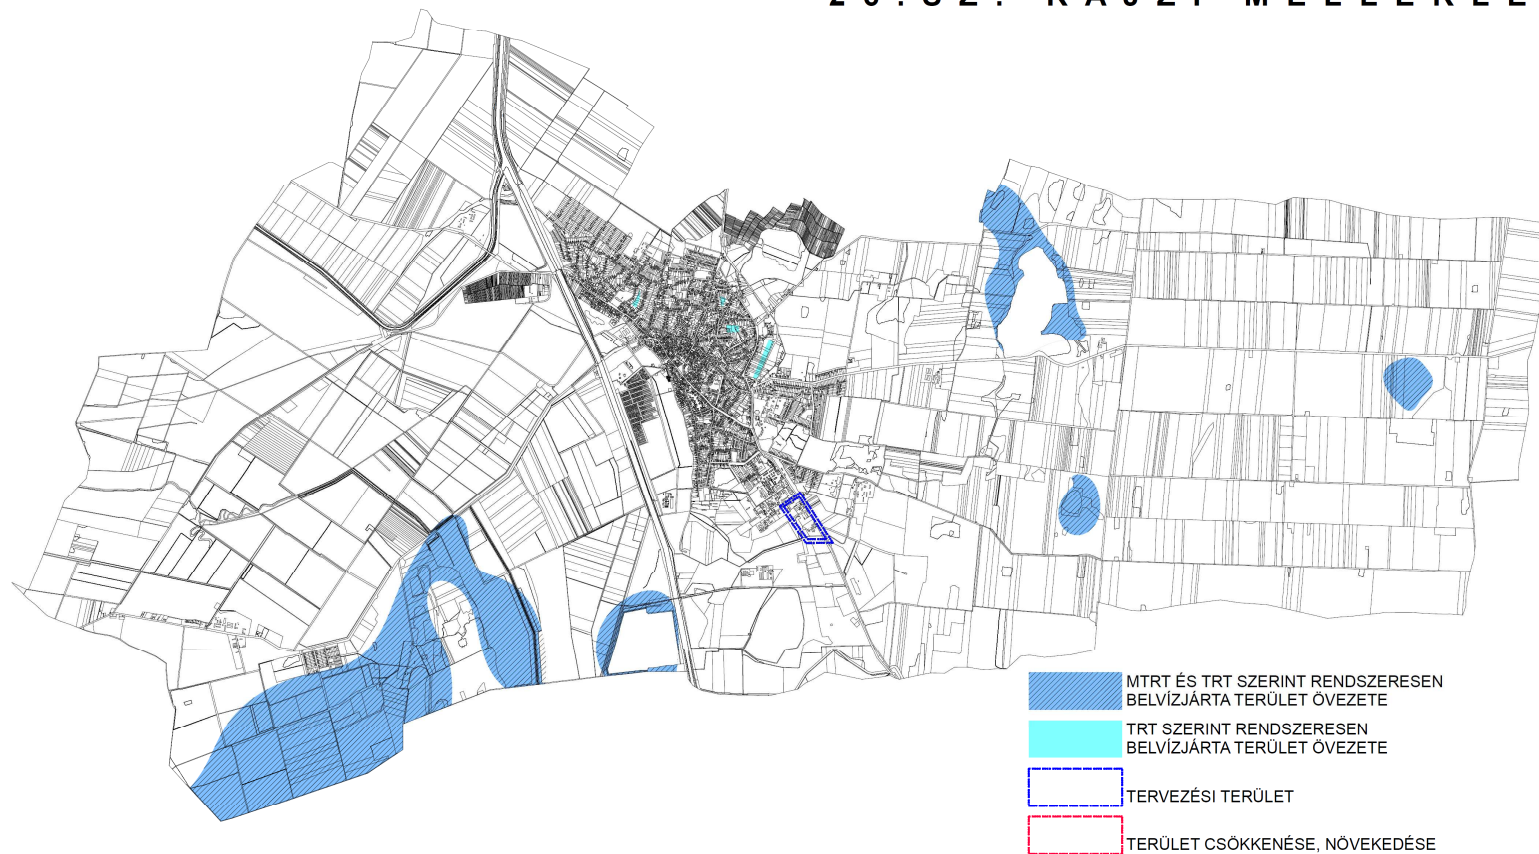 MTRT ÉS TRT SZERINT RENDSZERESEN
BELVÍZJÁRTA TERÜLET ÖVEZETE
TRT SZERINT RENDSZERESEN
BELVÍZJÁRTA TERÜLET ÖVEZETE
TERVEZÉSI TERÜLET
TERÜLET CSÖKKENÉSE, NÖVEKEDÉSE